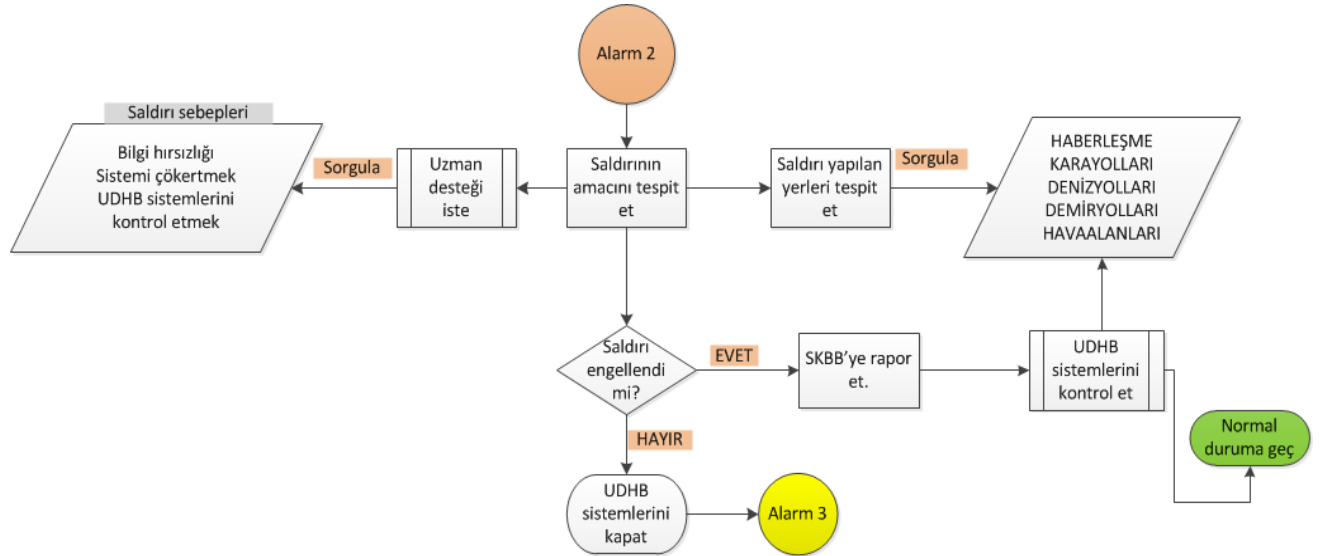 Alarm 2
Saldırı sebepleri
Bilgi hırsızlığı
Sistemi çökertmek
UDHB sistemlerini
kontrol etmek
Sorgula
Uzman
desteği
iste
Saldırının
amacını tespit
et
Saldırı yapılan
yerleri tespit
et
Sorgula
HABERLEŞME
KARAYOLLARI
DENİZYOLLARI
DEMİRYOLLARI
HAVAALANLARI
Saldırı
engellendi
mi?
EVET
SKBB'ye rapor
et.
UDHB
sistemlerini
kontrol et
Normal
duruma geç
HAYIR
UDHB
sistemlerini
kapat
Alarm 3